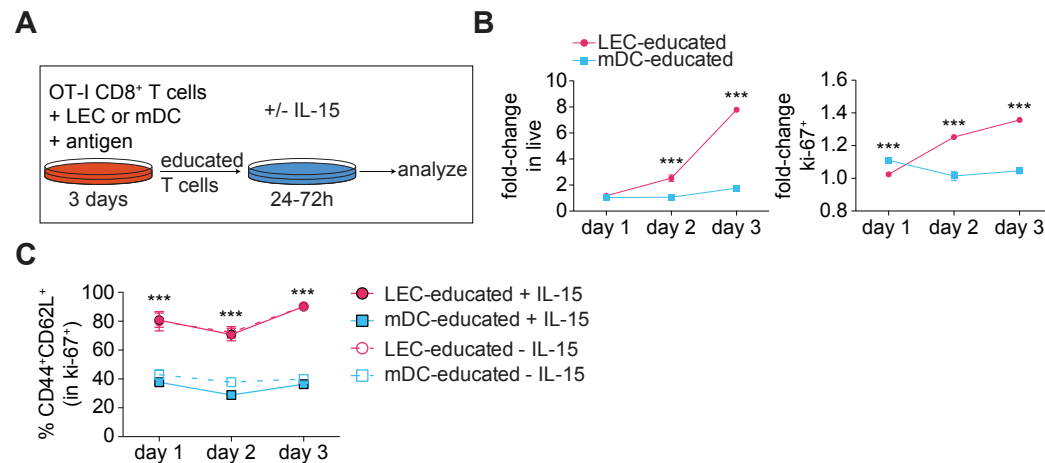 A
OT-I CD8⁺ T cells
+ LEC or mDC
+ antigen
+/- IL-15
educated
T cells
analyze
3 days
24-72h
B
LEC-educated
mDC-educated
fold-change
in live
10
8
6
4
2
0
***
***
day 1 day 2 day 3
fold-change
ki-67⁺
1.6
1.4
1.2
1.0
0.8
***
***
***
day 1 day 2 day 3
C
% CD44⁺CD62L⁺
(in ki-67⁺)
100
80
60
40
20
0
***
***
***
day 1 day 2 day 3
LEC-educated + IL-15
mDC-educated + IL-15
LEC-educated - IL-15
mDC-educated - IL-15